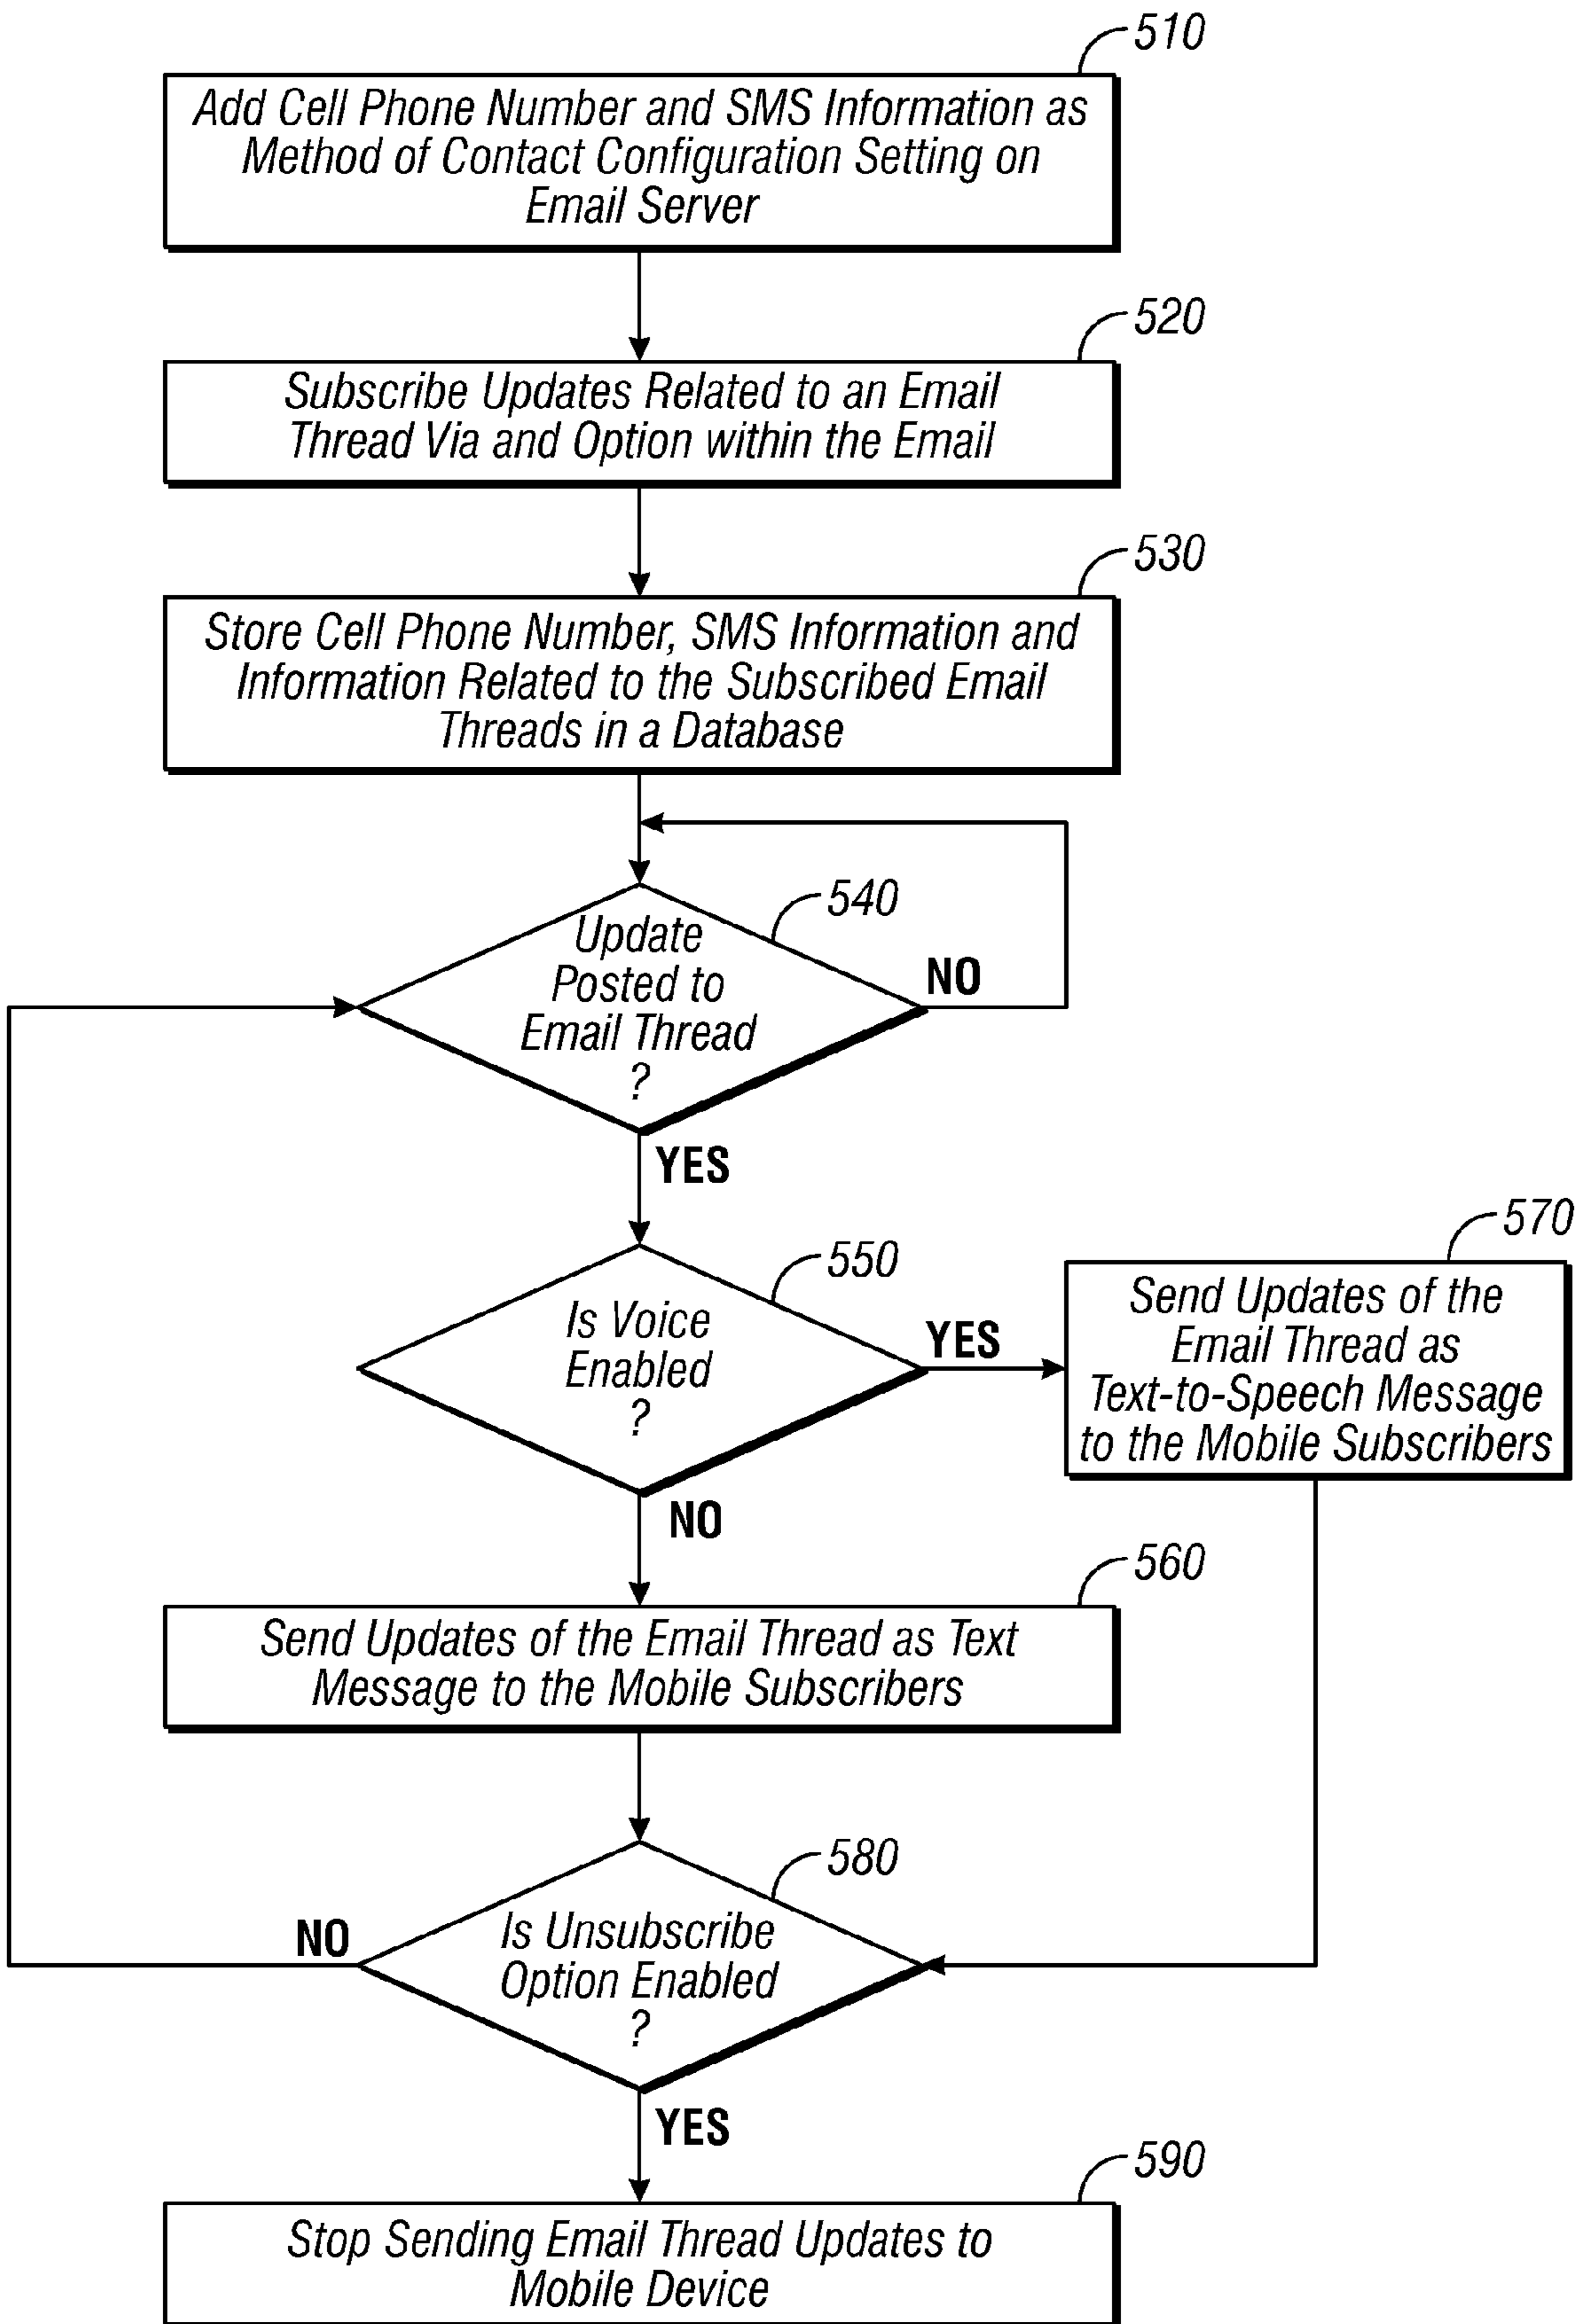 510
Add Cell Phone Number and SMS Information as
Method of Contact Configuration Setting on
Email Server
520
Subscribe Updates Related to an Email
Thread Via and Option within the Email
530
Store Cell Phone Number, SMS Information and
Information Related to the Subscribed Email
Threads in a Database
540
Update
Posted to
Email Thread
?
NO
YES
550
Is Voice
Enabled
?
YES
NO
570
Send Updates of the
Email Thread as
Text-to-Speech Message
to the Mobile Subscribers
560
Send Updates of the Email Thread as Text
Message to the Mobile Subscribers
580
Is Unsubscribe
Option Enabled
?
NO
YES
590
Stop Sending Email Thread Updates to
Mobile Device